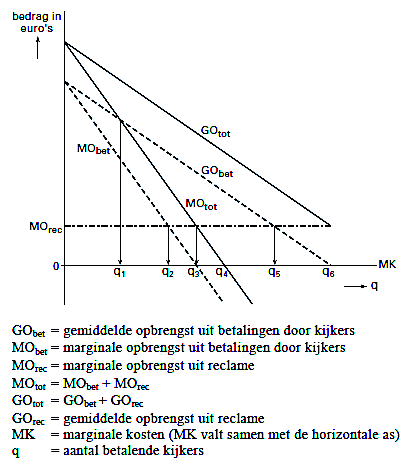 bedrag in
euro's
GOtot
MObet
GObet
MOtot
MOrec
0
MK
q1
q2
q3
q4
q5
q6
q
GObet = gemiddelde opbrengst uit betalingen door kijkers
MObet = marginale opbrengst uit betalingen door kijkers
MOrec = marginale opbrengst uit reclame
MOtot = MObet + MOrec
GOtot = GObet + GOrec
GOrec = gemiddelde opbrengst uit reclame
MK = marginale kosten (MK valt samen met de horizontale as)
q = aantal betalende kijkers